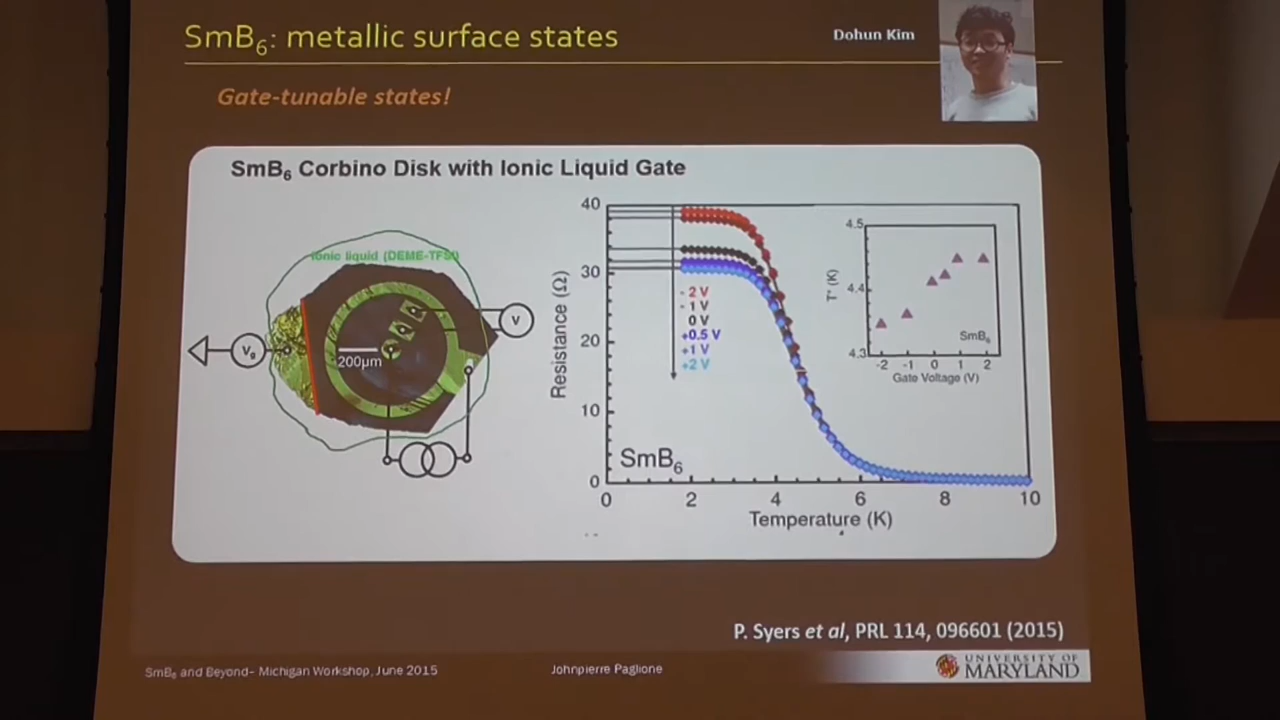 SmB₆: metallic surface states
Dohun Kim
Gate-tunable states!
SmB₆ Corbino Disk with Ionic Liquid Gate
Ionic liquid (DEME-TFSI)
200μm
Vg
V
Resistance (Ω)
40
30
20
10
0
- 2 V
- 1 V
0 V
+0.5 V
+1 V
+2 V
SmB₆
0 2 4 6 8 10
Temperature (K)
T* (K)
4.5
4.4
4.3
SmB₆
-2 -1 0 1 2
Gate Voltage (V)
P. Syers et al, PRL 114, 096601 (2015)
SmB₆ and Beyond– Michigan Workshop, June 2015
Johnpierre Paglione
UNIVERSITY OF
MARYLAND